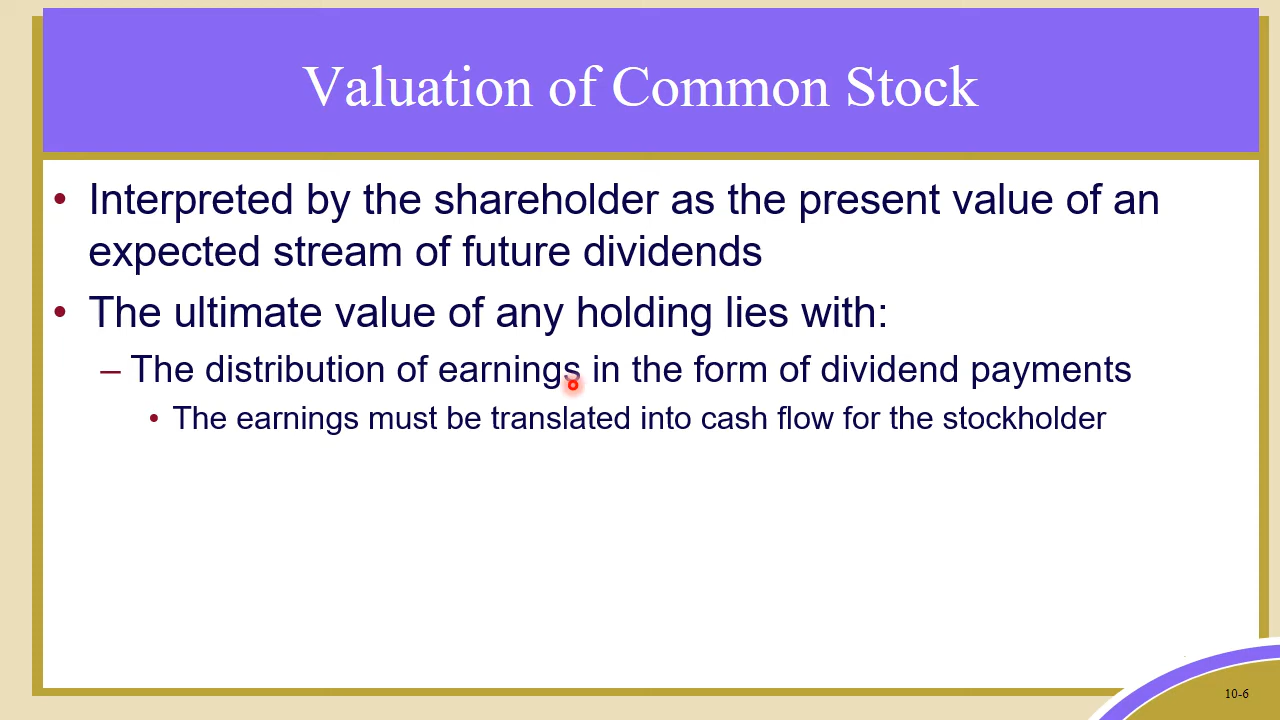 Valuation of Common Stock
• Interpreted by the shareholder as the present value of an
expected stream of future dividends
• The ultimate value of any holding lies with:
– The distribution of earnings in the form of dividend payments
• The earnings must be translated into cash flow for the stockholder
10-6